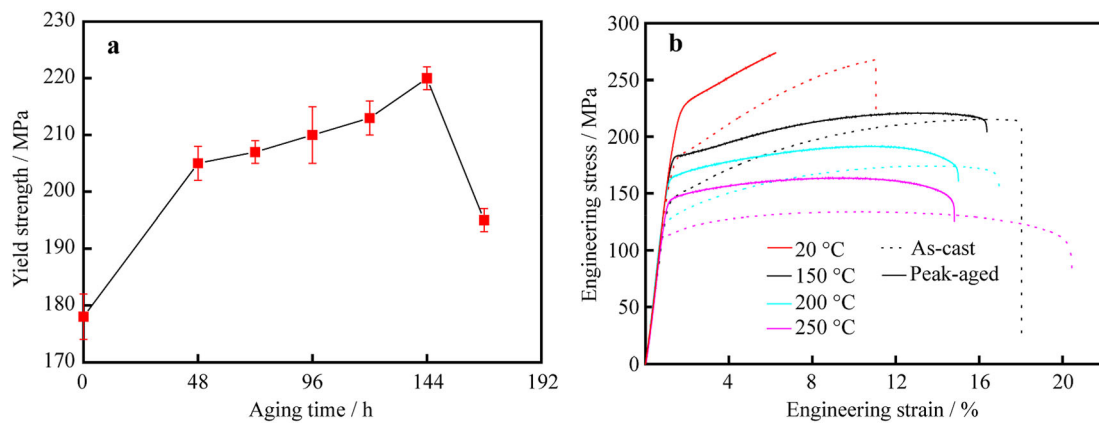 a
230
220
210
200
190
180
170
0 48 96 144 192
Yield strength / MPa
Aging time / h
b
300
250
200
150
100
50
0
4 8 12 16 20
Engineering stress / MPa
Engineering strain / %
20 °C
150 °C
200 °C
250 °C
As-cast
Peak-aged